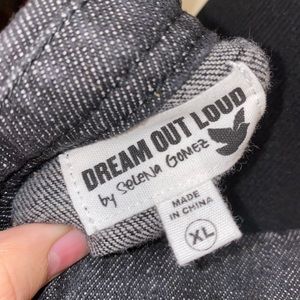 DREAM OUT LOUD
by SELENA GOMEZ
MADE
IN CHINA
XL